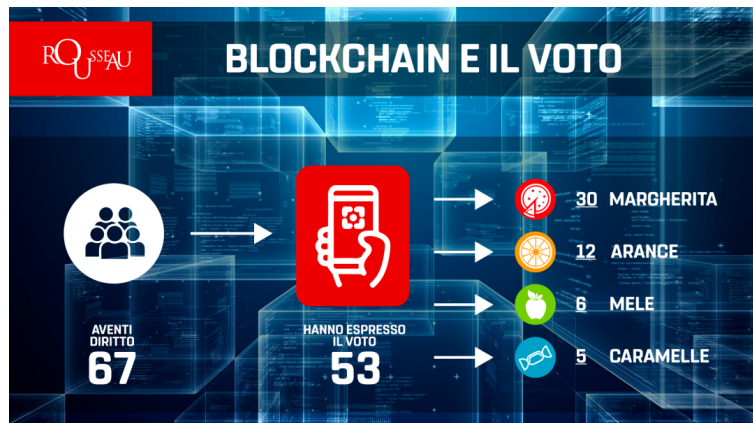 ROUSSEAU
BLOCKCHAIN E IL VOTO
30 MARGHERITA
12 ARANCE
6 MELE
5 CARAMELLE
AVENTI
DIRITTO
67
HANNO ESPRESSO
IL VOTO
53